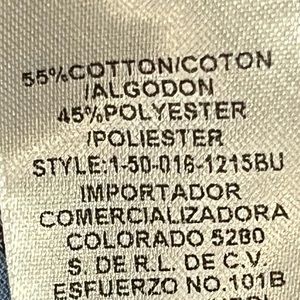 55%COTTON/COTON
/ALGODON
45%POLYESTER
/POLIESTER
STYLE:1-50-016-1215BU
IMPORTADOR
COMERCIALIZADORA
COLORADO 5280
S. DE R.L. DE C.V.
ESFUERZO NO.101B